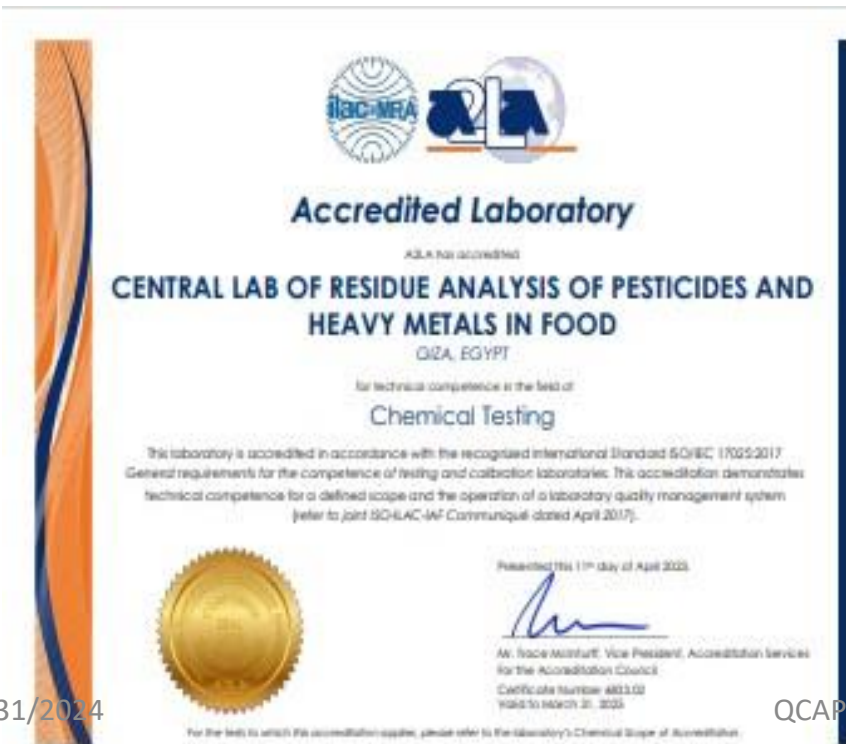 ilac-MRA
A2LA
Accredited Laboratory
A2LA has accredited
CENTRAL LAB OF RESIDUE ANALYSIS OF PESTICIDES AND
HEAVY METALS IN FOOD
GIZA, EGYPT
for technical competence in the field of
Chemical Testing
This laboratory is accredited in accordance with the recognized International Standard ISO/IEC 17025:2017
General requirements for the competence of testing and calibration laboratories. This accreditation demonstrates
technical competence for a defined scope and the operation of a laboratory quality management system
(refer to joint ISO-ILAC-IAF Communiqué dated April 2017).
Presented this 11th day of April
Mr. Trace McInturff, Vice President, Accreditation Services
For the Accreditation Council
Certificate Number 6803.02
Valid to March 31, 2025
31/2024
QCAP
For the tests to which this accreditation applies, please refer to the laboratory's Chemical Scope of Accreditation.